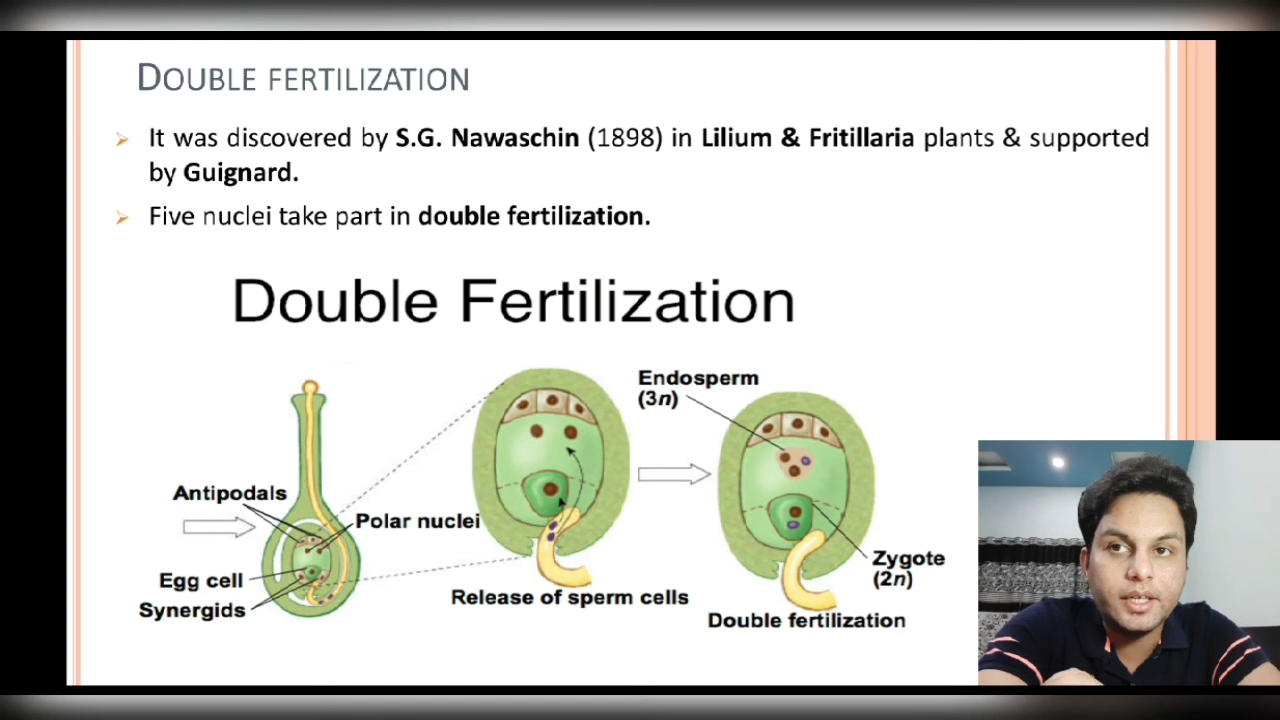 DOUBLE FERTILIZATION
It was discovered by S.G. Nawaschin (1898) in Lilium & Fritillaria plants & supported
by Guignard.
Five nuclei take part in double fertilization.
Double Fertilization
Endosperm
(3n)
Antipodals
Polar nuclei
Egg cell
Synergids
Release of sperm cells
Zygote
(2n)
Double fertilization